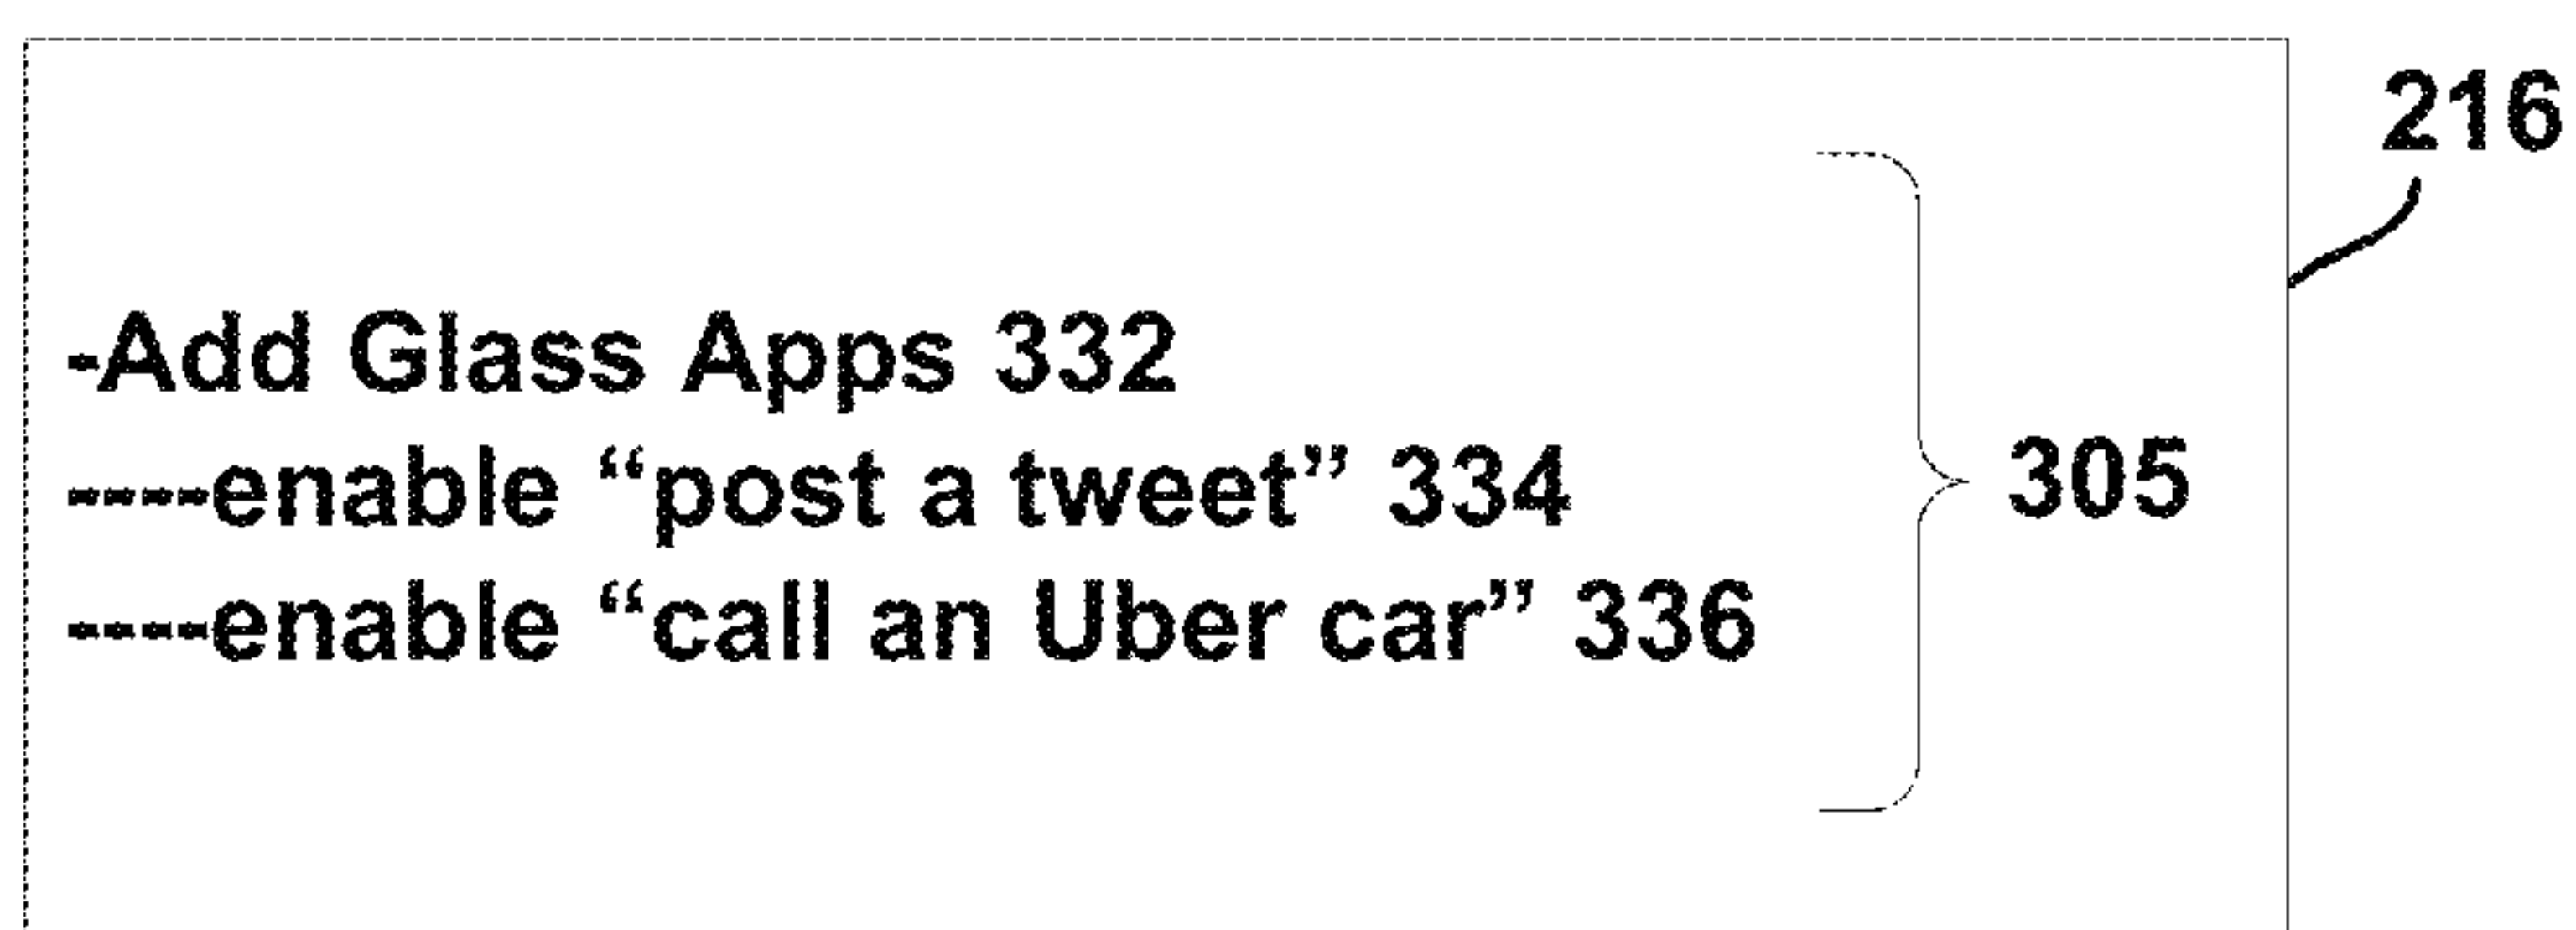 216
-Add Glass Apps 332
----enable “post a tweet” 334
305
----enable “call an Uber car” 336